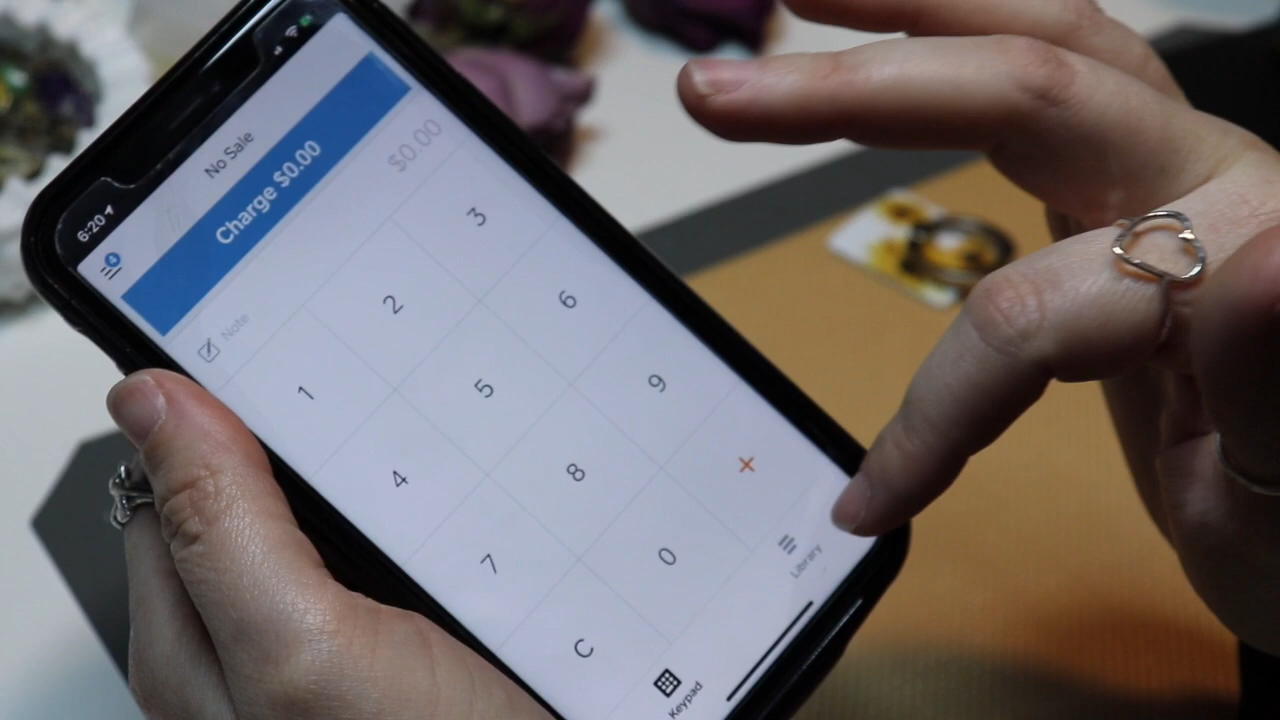 6:20
4
No Sale
Charge $0.00
$0.00
Note
1 2 3
4 5 6
7 8 9
C 0 +
Keypad Library